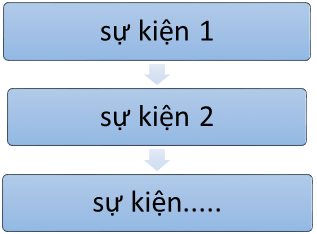 sự kiện 1
sự kiện 2
sự kiện.....